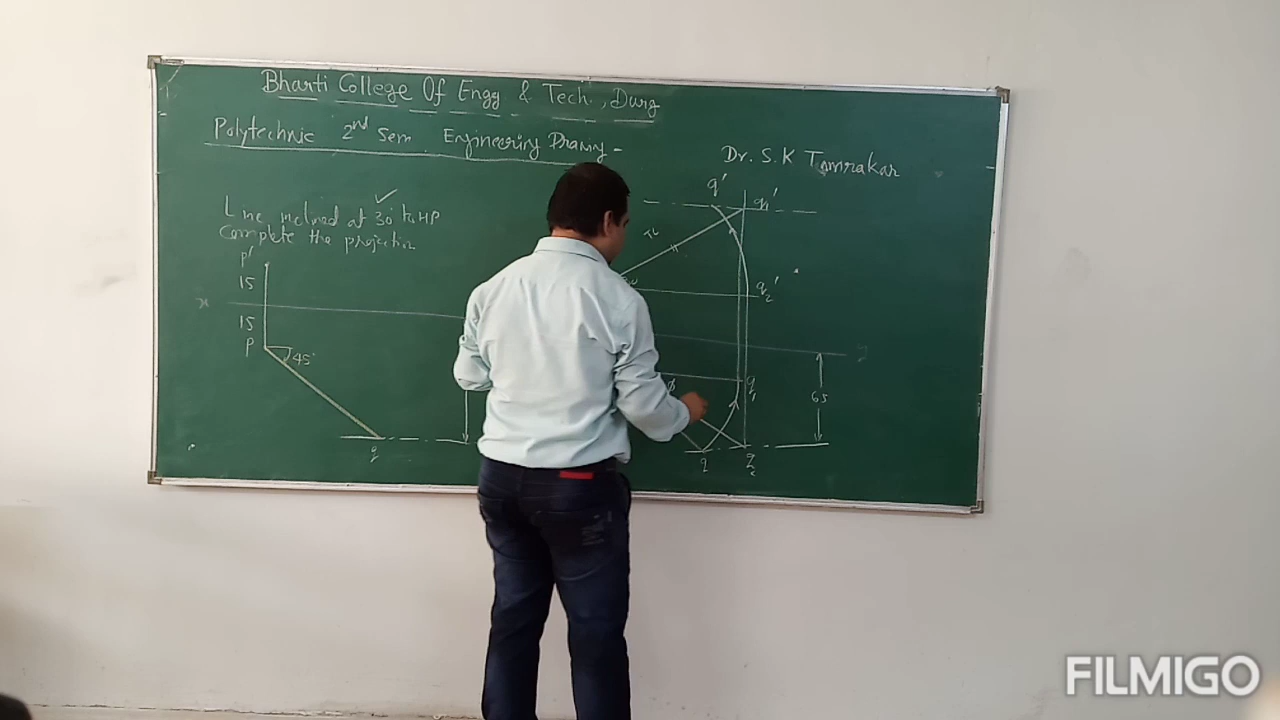 Bharti College Of Engg & Tech., Durg
Polytechnic 2nd Sem Engineering Drawing -
Dr. S. K Tamrakar
Line inclined at 30° to HP
Complete the projection
p'
15
x
15
p
45°
q
q'
q1'
TL
q2'
65
q1
ϕ
q
q2
FILMIGO